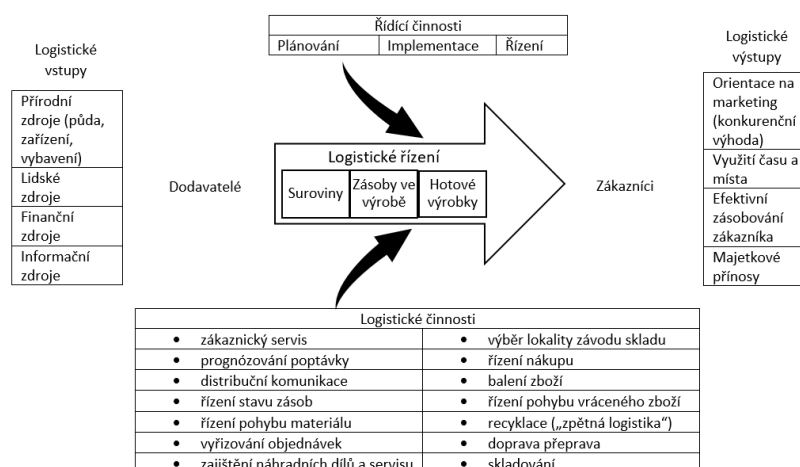 Řídící činnosti
Plánování
Implementace
Řízení
Logistické
vstupy
Přírodní
zdroje (půda,
zařízení,
vybavení)
Lidské
zdroje
Finanční
zdroje
Informační
zdroje
Dodavatelé
Logistické řízení
Suroviny
Zásoby ve
výrobě
Hotové
výrobky
Zákazníci
Logistické
výstupy
Orientace na
marketing
(konkurenční
výhoda)
Využití času a
místa
Efektivní
zásobování
zákazníka
Majetkové
přínosy
Logistické činnosti
• zákaznický servis
• výběr lokality závodu skladu
• prognózování poptávky
• řízení nákupu
• distribuční komunikace
• balení zboží
• řízení stavu zásob
• řízení pohybu vráceného zboží
• řízení pohybu materiálu
• recyklace („zpětná logistika“)
• vyřizování objednávek
• doprava přeprava
• zajištění náhradních dílů a servisu
• skladování